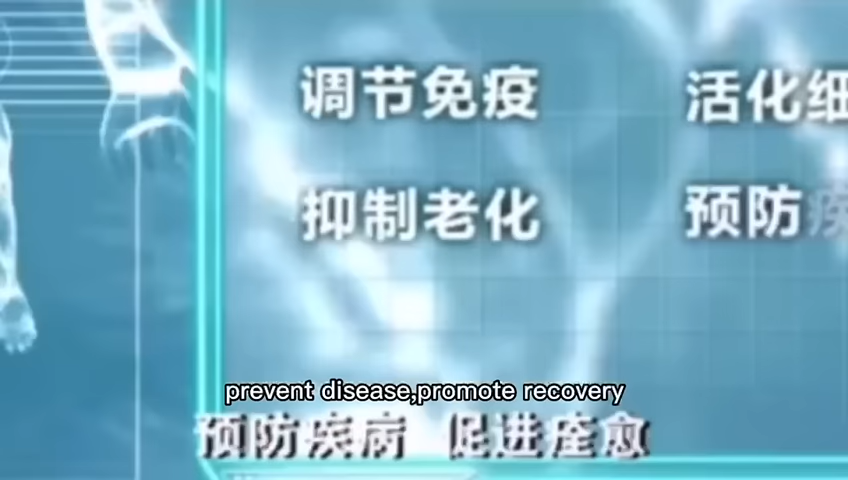 调节免疫 活化细
抑制老化 预防疾
prevent disease,promote recovery
预防疾病 促进痊愈